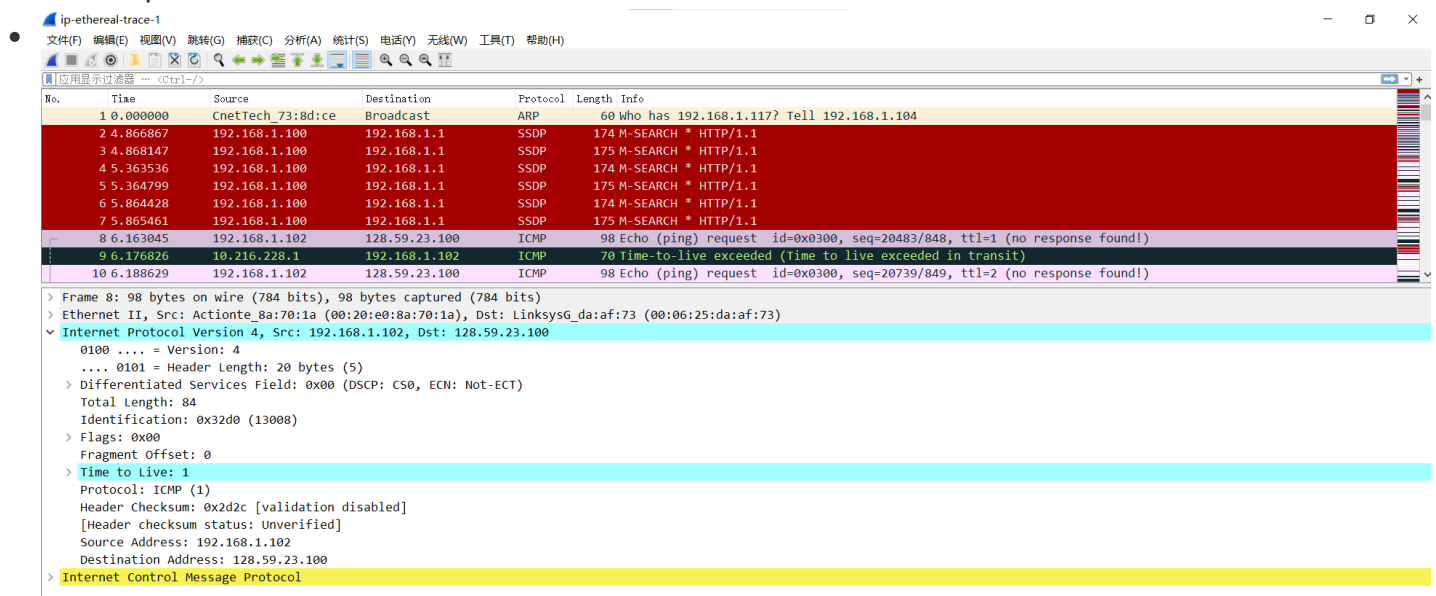 ip-ethereal-trace-1
文件(F) 编辑(E) 视图(V) 跳转(G) 捕获(C) 分析(A) 统计(S) 电话(Y) 无线(W) 工具(T) 帮助(H)
应用显示过滤器 … <Ctrl-/>
No. Time Source Destination Protocol Length Info
1 0.000000 CnetTech_73:8d:ce Broadcast ARP 60 Who has 192.168.1.117? Tell 192.168.1.104
2 4.866867 192.168.1.100 192.168.1.1 SSDP 174 M-SEARCH * HTTP/1.1
3 4.868147 192.168.1.100 192.168.1.1 SSDP 175 M-SEARCH * HTTP/1.1
4 5.363536 192.168.1.100 192.168.1.1 SSDP 174 M-SEARCH * HTTP/1.1
5 5.364799 192.168.1.100 192.168.1.1 SSDP 175 M-SEARCH * HTTP/1.1
6 5.864428 192.168.1.100 192.168.1.1 SSDP 174 M-SEARCH * HTTP/1.1
7 5.865461 192.168.1.100 192.168.1.1 SSDP 175 M-SEARCH * HTTP/1.1
8 6.163045 192.168.1.102 128.59.23.100 ICMP 98 Echo (ping) request id=0x0300, seq=20483/848, ttl=1 (no response found!)
9 6.176826 10.216.228.1 192.168.1.102 ICMP 70 Time-to-live exceeded (Time to live exceeded in transit)
10 6.188629 192.168.1.102 128.59.23.100 ICMP 98 Echo (ping) request id=0x0300, seq=20739/849, ttl=2 (no response found!)
Frame 8: 98 bytes on wire (784 bits), 98 bytes captured (784 bits)
Ethernet II, Src: Actionte_8a:70:1a (00:20:e0:8a:70:1a), Dst: LinksysG_da:af:73 (00:06:25:da:af:73)
Internet Protocol Version 4, Src: 192.168.1.102, Dst: 128.59.23.100
0100 .... = Version: 4
.... 0101 = Header Length: 20 bytes (5)
Differentiated Services Field: 0x00 (DSCP: CS0, ECN: Not-ECT)
Total Length: 84
Identification: 0x32d0 (13008)
Flags: 0x00
Fragment Offset: 0
Time to Live: 1
Protocol: ICMP (1)
Header Checksum: 0x2d2c [validation disabled]
[Header checksum status: Unverified]
Source Address: 192.168.1.102
Destination Address: 128.59.23.100
Internet Control Message Protocol